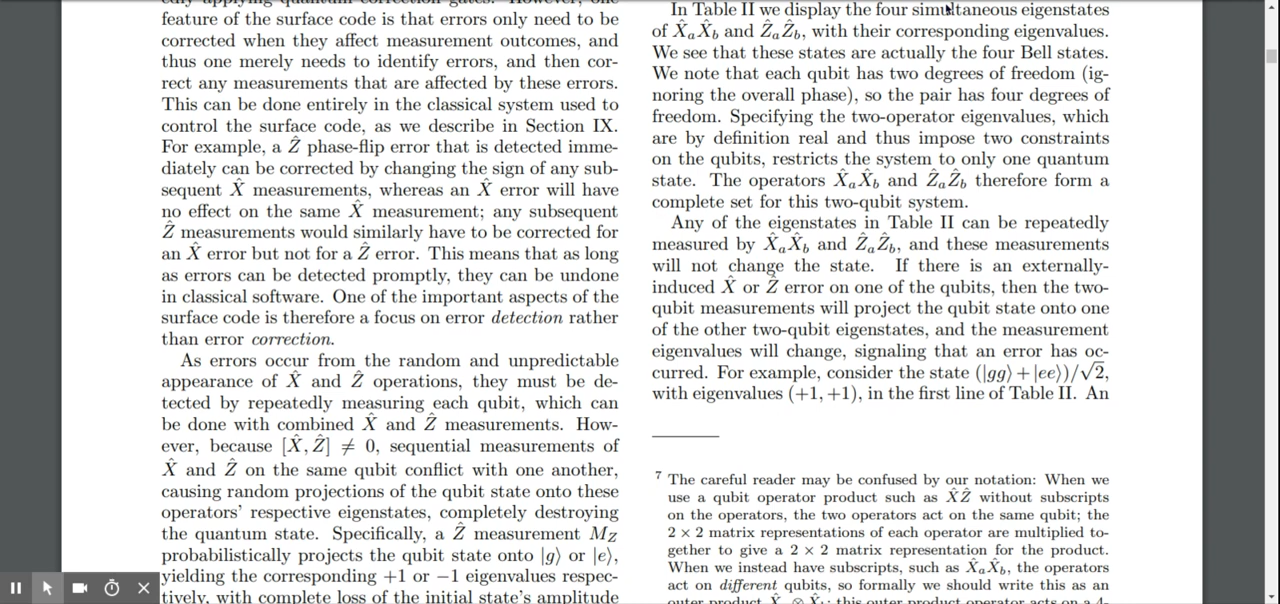 edly applying quantum correction gates. However, one
feature of the surface code is that errors only need to be
corrected when they affect measurement outcomes, and
thus one merely needs to identify errors, and then cor-
rect any measurements that are affected by these errors.
This can be done entirely in the classical system used to
control the surface code, as we describe in Section IX.
For example, a Ẑ phase-flip error that is detected imme-
diately can be corrected by changing the sign of any sub-
sequent X̂ measurements, whereas an X̂ error will have
no effect on the same X̂ measurement; any subsequent
Ẑ measurements would similarly have to be corrected for
an X̂ error but not for a Ẑ error. This means that as long
as errors can be detected promptly, they can be undone
in classical software. One of the important aspects of the
surface code is therefore a focus on error detection rather
than error correction.
As errors occur from the random and unpredictable
appearance of X̂ and Ẑ operations, they must be de-
tected by repeatedly measuring each qubit, which can
be done with combined X̂ and Ẑ measurements. How-
ever, because [X̂, Ẑ] ≠ 0, sequential measurements of
X̂ and Ẑ on the same qubit conflict with one another,
causing random projections of the qubit state onto these
operators' respective eigenstates, completely destroying
the quantum state. Specifically, a Ẑ measurement M_Z
probabilistically projects the qubit state onto |g⟩ or |e⟩,
yielding the corresponding +1 or −1 eigenvalues respec-
tively, with complete loss of the initial state's amplitude
In Table II we display the four simultaneous eigenstates
of X̂_aX̂_b and Ẑ_aẐ_b, with their corresponding eigenvalues.
We see that these states are actually the four Bell states.
We note that each qubit has two degrees of freedom (ig-
noring the overall phase), so the pair has four degrees of
freedom. Specifying the two-operator eigenvalues, which
are by definition real and thus impose two constraints
on the qubits, restricts the system to only one quantum
state. The operators X̂_aX̂_b and Ẑ_aẐ_b therefore form a
complete set for this two-qubit system.
Any of the eigenstates in Table II can be repeatedly
measured by X̂_aX̂_b and Ẑ_aẐ_b, and these measurements
will not change the state. If there is an externally-
induced X̂ or Ẑ error on one of the qubits, then the two-
qubit measurements will project the qubit state onto one
of the other two-qubit eigenstates, and the measurement
eigenvalues will change, signaling that an error has oc-
curred. For example, consider the state (|gg⟩ + |ee⟩)/√2,
with eigenvalues (+1, +1), in the first line of Table II. An
7 The careful reader may be confused by our notation: When we
use a qubit operator product such as X̂Ẑ without subscripts
on the operators, the two operators act on the same qubit; the
2 × 2 matrix representations of each operator are multiplied to-
gether to give a 2 × 2 matrix representation for the product.
When we instead have subscripts, such as X̂_aX̂_b, the operators
act on different qubits, so formally we should write this as an
outer product X̂_a ⊗ X̂_b; this outer product operator acts on a 4-